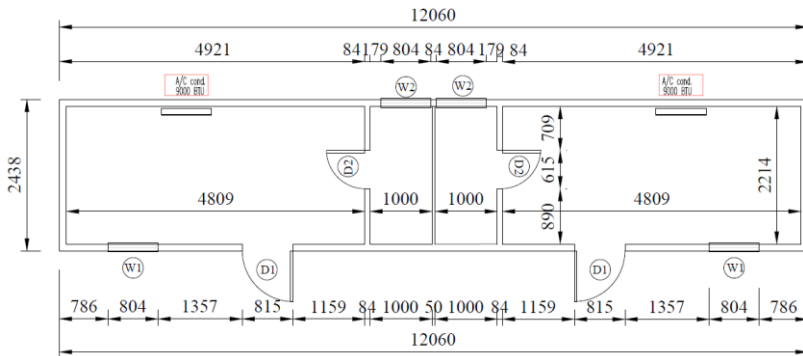 12060
4921 84 179 804 84 804 179 84 4921
A/C cond.
9000 BTU
A/C cond.
9000 BTU
W2 W2
2438
D2
D2
709
615
890
2214
4809 1000 1000 4809
W1 D1 D1 W1
786 804 1357 815 1159 84 1000 50 1000 84 1159 815 1357 804 786
12060